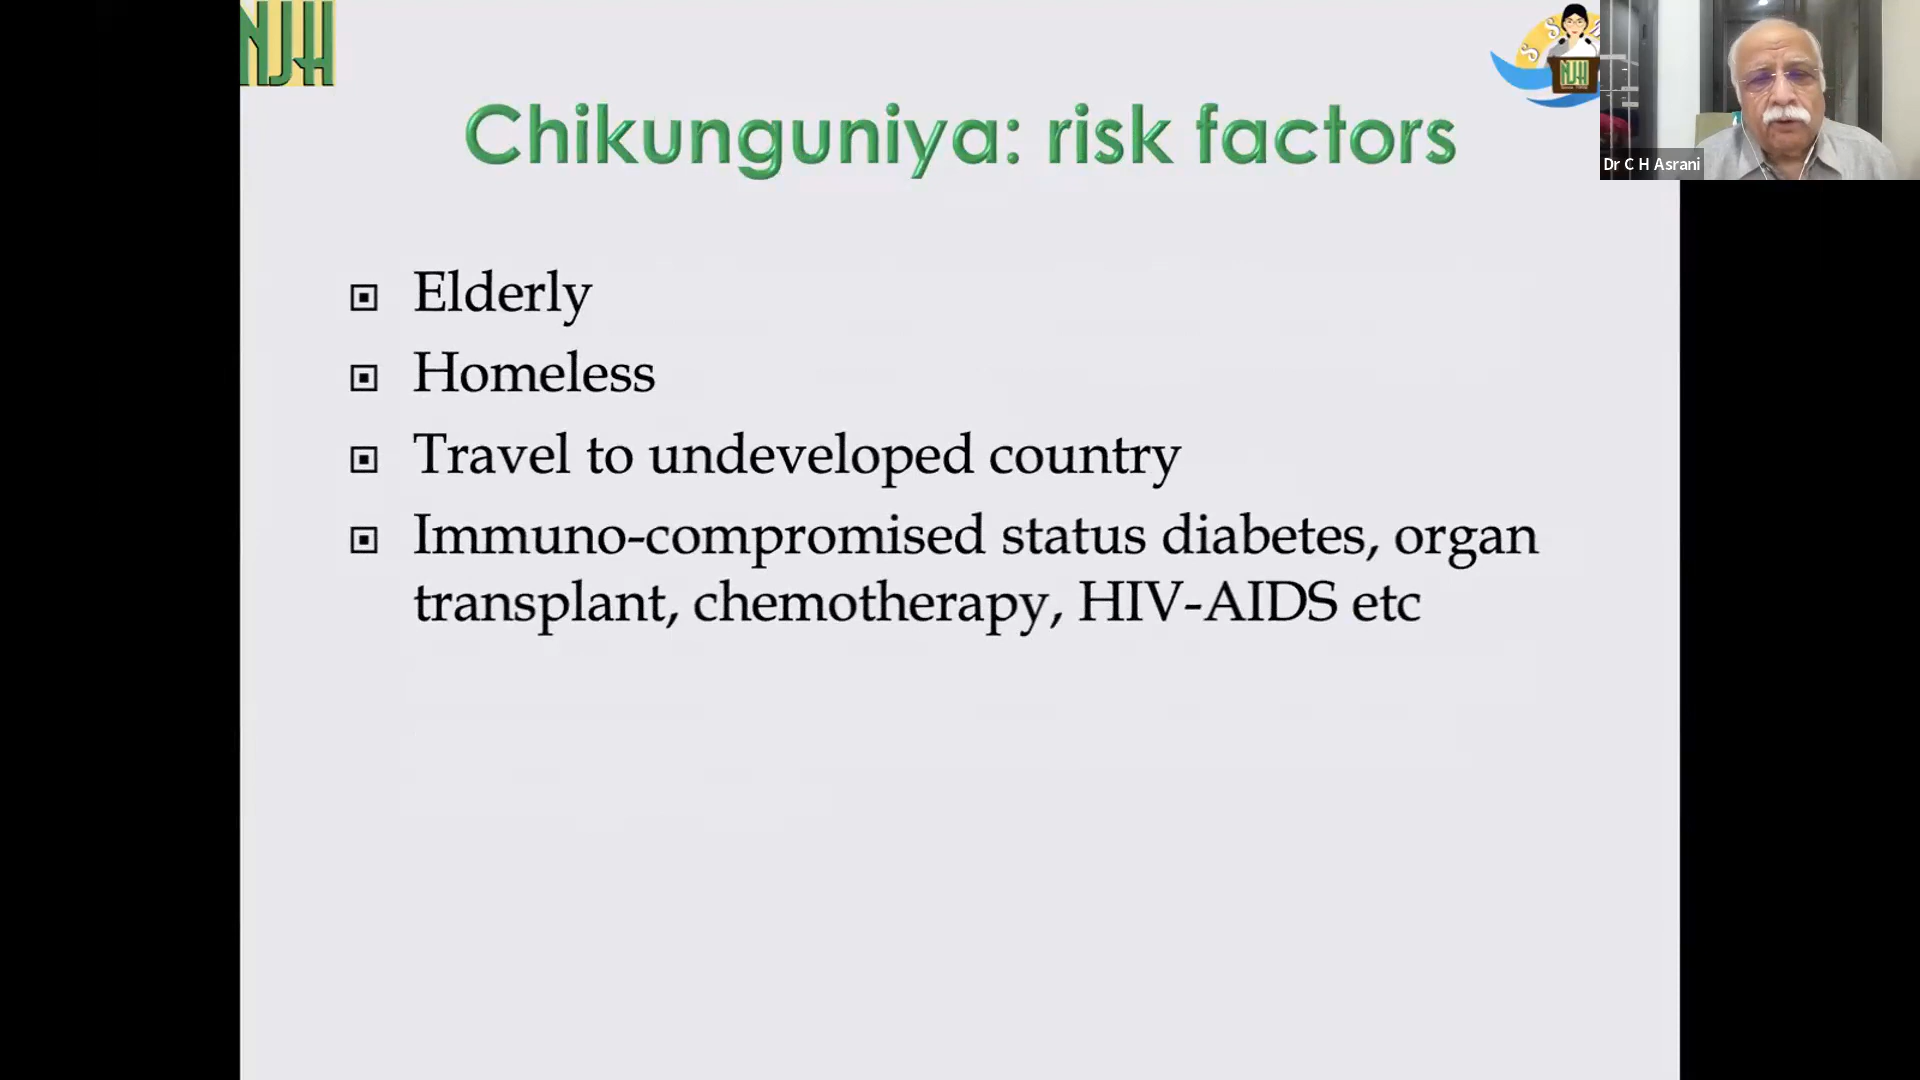 NJH
S S
NJH
Chikunguniya: risk factors
Dr C H Asrani
Elderly
Homeless
Travel to undeveloped country
Immuno-compromised status diabetes, organ
transplant, chemotherapy, HIV-AIDS etc